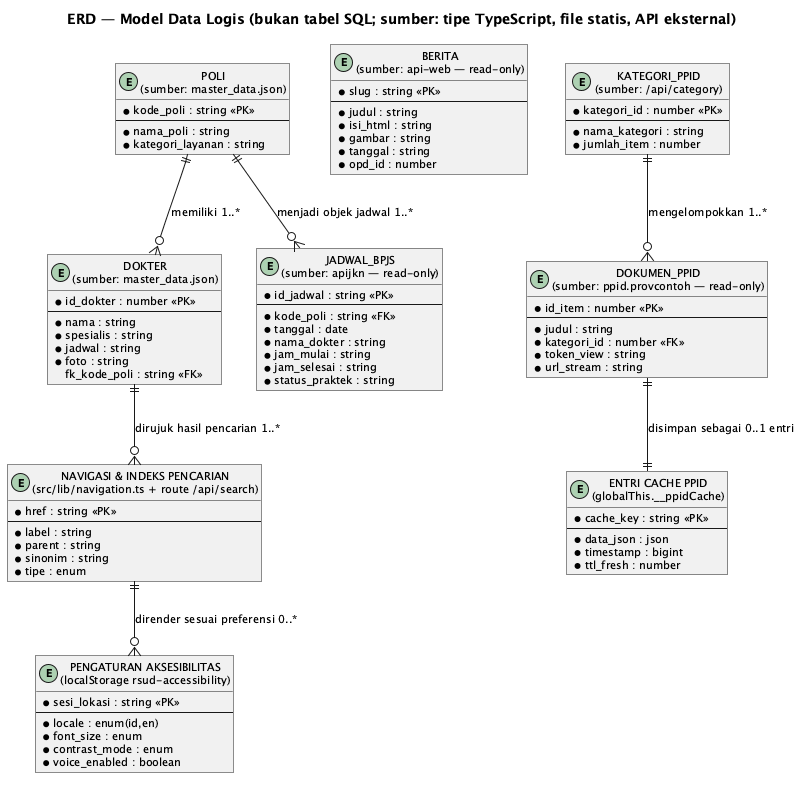 ERD — Model Data Logis (bukan tabel SQL; sumber: tipe TypeScript, file statis, API eksternal)
E
POLI
(sumber: master_data.json)
● kode_poli : string «PK»
● nama_poli : string
● kategori_layanan : string
E
BERITA
(sumber: api-web — read-only)
● slug : string «PK»
● judul : string
● isi_html : string
● gambar : string
● tanggal : string
● opd_id : number
E
KATEGORI_PPID
(sumber: /api/category)
● kategori_id : number «PK»
● nama_kategori : string
● jumlah_item : number
memiliki 1..*
menjadi objek jadwal 1..*
mengelompokkan 1..*
E
DOKTER
(sumber: master_data.json)
● id_dokter : number «PK»
● nama : string
● spesialis : string
● jadwal : string
● foto : string
fk_kode_poli : string «FK»
E
JADWAL_BPJS
(sumber: apijkn — read-only)
● id_jadwal : string «PK»
● kode_poli : string «FK»
● tanggal : date
● nama_dokter : string
● jam_mulai : string
● jam_selesai : string
● status_praktek : string
E
DOKUMEN_PPID
(sumber: ppid.provcontoh — read-only)
● id_item : number «PK»
● judul : string
● kategori_id : number «FK»
● token_view : string
● url_stream : string
dirujuk hasil pencarian 1..*
disimpan sebagai 0..1 entri
E
NAVIGASI & INDEKS PENCARIAN
(src/lib/navigation.ts + route /api/search)
● href : string «PK»
● label : string
● parent : string
● sinonim : string
● tipe : enum
E
ENTRI CACHE PPID
(globalThis.__ppidCache)
● cache_key : string «PK»
● data_json : json
● timestamp : bigint
● ttl_fresh : number
dirender sesuai preferensi 0..*
E
PENGATURAN AKSESIBILITAS
(localStorage rsud-accessibility)
● sesi_lokasi : string «PK»
● locale : enum(id,en)
● font_size : enum
● contrast_mode : enum
● voice_enabled : boolean